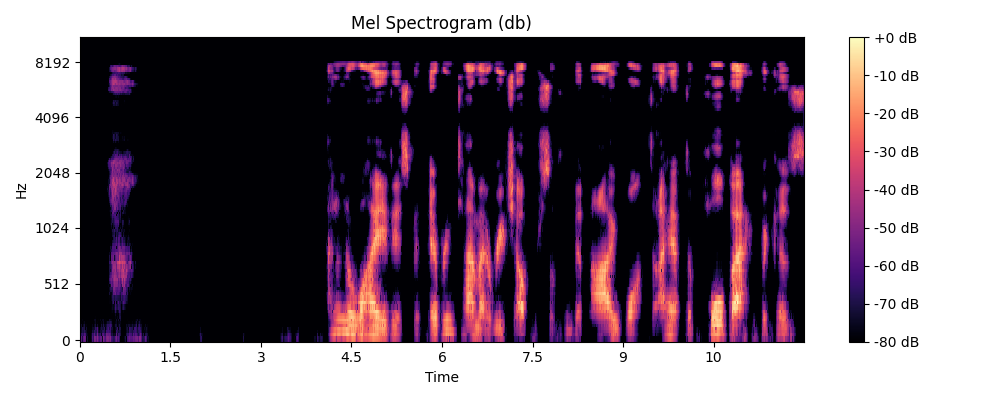 Mel Spectrogram (db)
8192
4096
2048
1024
512
0
Hz
0 1.5 3 4.5 6 7.5 9 10
Time
+0 dB
-10 dB
-20 dB
-30 dB
-40 dB
-50 dB
-60 dB
-70 dB
-80 dB